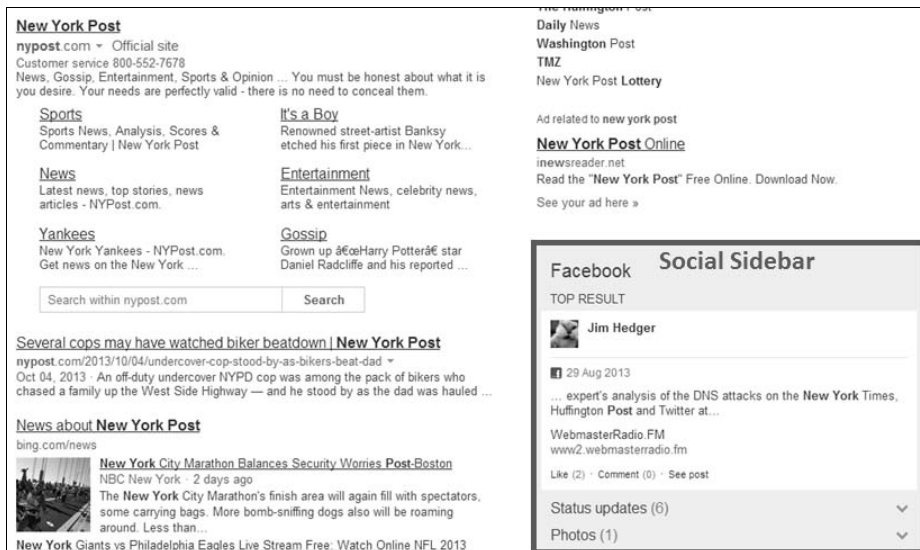 New York Post
nypost.com Official site
Customer service 800-552-7678
News, Gossip, Entertainment, Sports & Opinion ... You must be honest about what it is
you desire. Your needs are perfectly valid - there is no need to conceal them.
Sports
Sports News, Analysis, Scores &
Commentary | New York Post
It's a Boy
Renowned street-artist Banksy
etched his first piece in New York...
News
Latest news, top stories, news
articles - NYPost.com.
Entertainment
Entertainment News, celebrity news,
arts & entertainment
Yankees
New York Yankees - NYPost.com.
Get news on the New York ...
Gossip
Grown up â€œHarry Potterâ€ star
Daniel Radcliffe and his reported ...
Search within nypost.com
Search
Several cops may have watched biker beatdown | New York Post
nypost.com/2013/10/04/undercover-cop-stood-by-as-bikers-beat-dad
Oct 04, 2013 · An off-duty undercover NYPD cop was among the pack of bikers who
chased a family up the West Side Highway — and he stood by as the dad was hauled ...
News about New York Post
bing.com/news
New York City Marathon Balances Security Worries Post-Boston
NBC New York · 2 days ago
The New York City Marathon's finish area will again fill with spectators,
some carrying bags. More bomb-sniffing dogs also will be roaming
around. Less than...
New York Giants vs Philadelphia Eagles Live Stream Free: Watch Online NFL 2013
The Huffington Post
Daily News
Washington Post
TMZ
New York Post Lottery
Ad related to new york post
New York Post Online
inewsreader.net
Read the "New York Post" Free Online. Download Now.
See your ad here »
Social Sidebar
Facebook
TOP RESULT
Jim Hedger
29 Aug 2013
... expert's analysis of the DNS attacks on the New York Times,
Huffington Post and Twitter at...
WebmasterRadio.FM
www2.webmasterradio.fm
Like (2) · Comment (0) · See post
Status updates (6)
Photos (1)